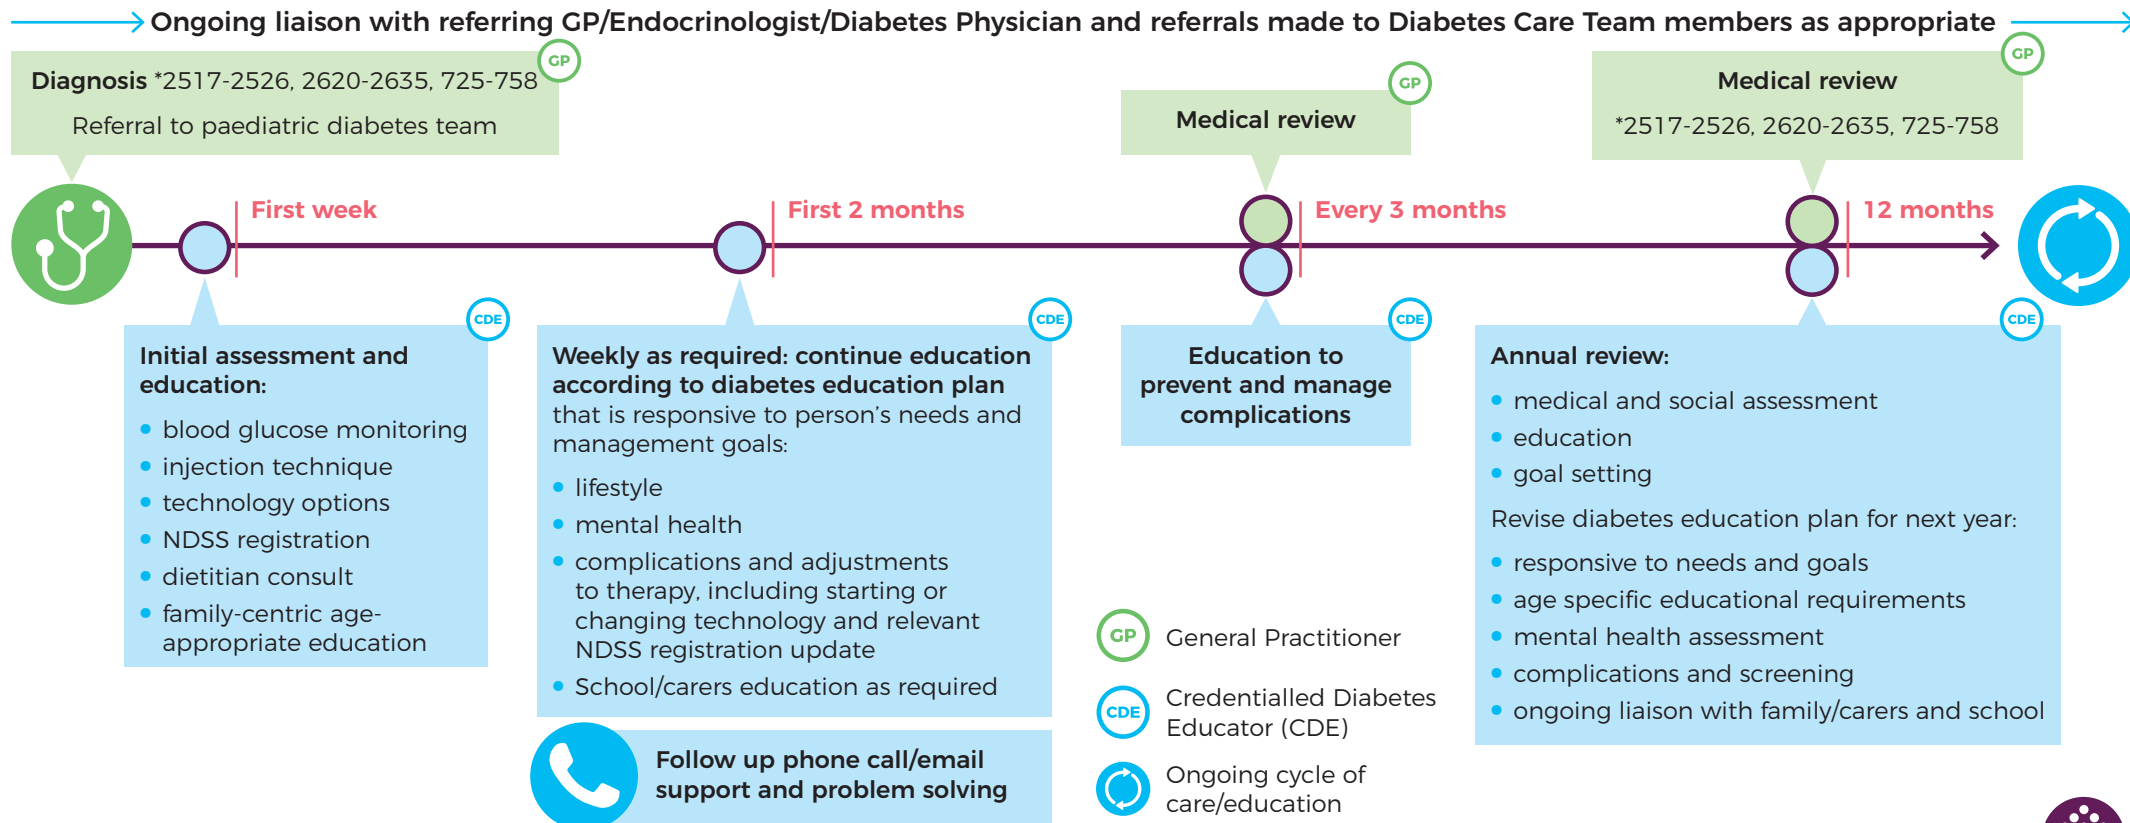 Ongoing liaison with referring GP/Endocrinologist/Diabetes Physician and referrals made to Diabetes Care Team members as appropriate
GP
Diagnosis *2517-2526, 2620-2635, 725-758
Referral to paediatric diabetes team
GP
Medical review
GP
Medical review
*2517-2526, 2620-2635, 725-758
First week
First 2 months
Every 3 months
12 months
CDE
Initial assessment and
education:
• blood glucose monitoring
• injection technique
• technology options
• NDSS registration
• dietitian consult
• family-centric age-
appropriate education
CDE
Weekly as required: continue education
according to diabetes education plan
that is responsive to person’s needs and
management goals:
• lifestyle
• mental health
• complications and adjustments
to therapy, including starting or
changing technology and relevant
NDSS registration update
• School/carers education as required
Follow up phone call/email
support and problem solving
CDE
Education to
prevent and manage
complications
CDE
Annual review:
• medical and social assessment
• education
• goal setting
Revise diabetes education plan for next year:
• responsive to needs and goals
• age specific educational requirements
• mental health assessment
• complications and screening
• ongoing liaison with family/carers and school
GP General Practitioner
CDE Credentialled Diabetes
Educator (CDE)
Ongoing cycle of
care/education